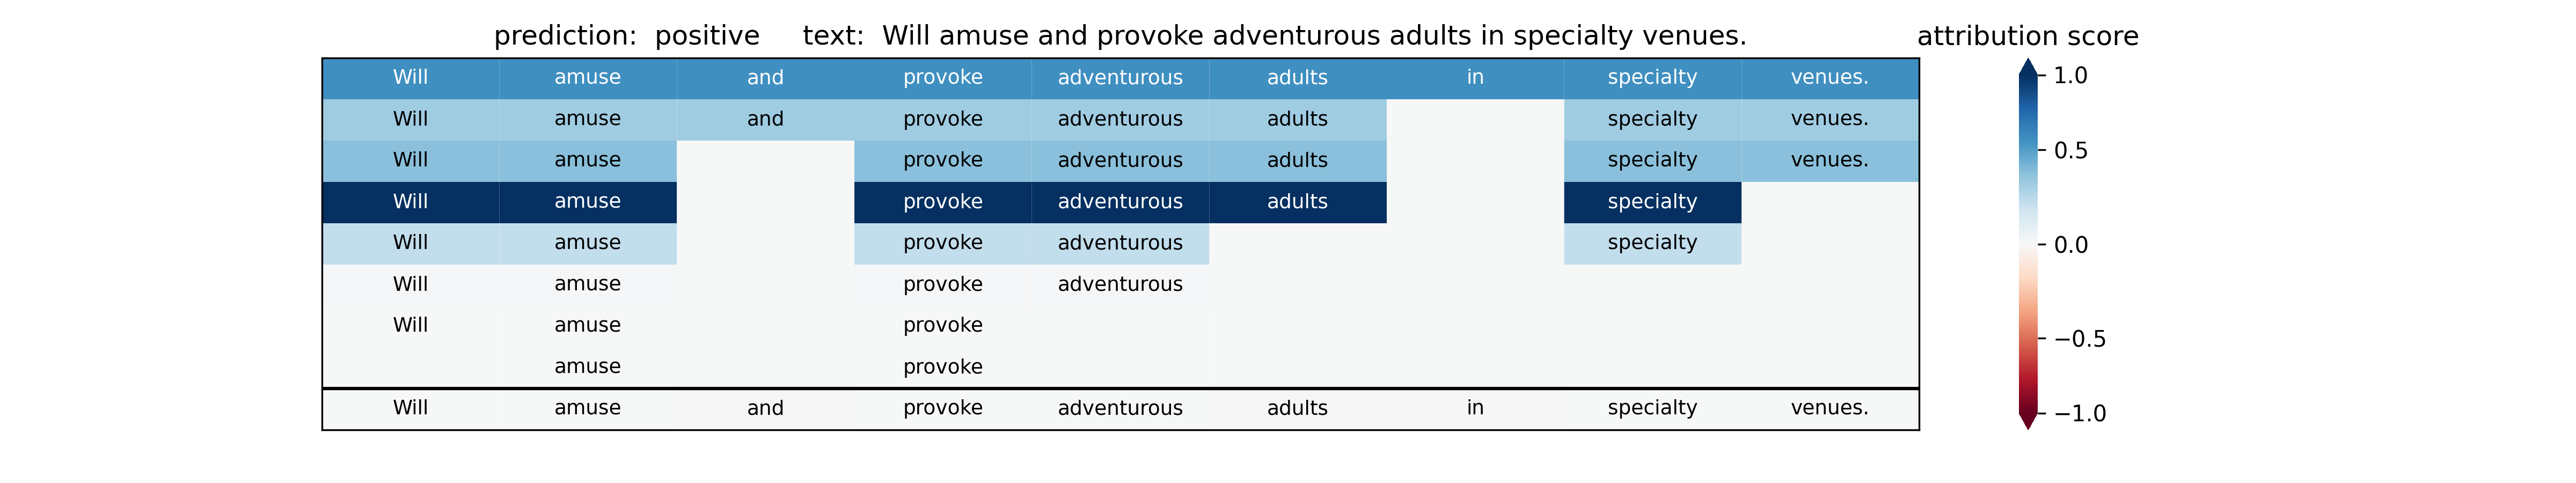 prediction: positive text: Will amuse and provoke adventurous adults in specialty venues.
attribution score
Will amuse and provoke adventurous adults in specialty venues.
Will amuse and provoke adventurous adults specialty venues.
Will amuse provoke adventurous adults specialty venues.
Will amuse provoke adventurous adults specialty
Will amuse provoke adventurous specialty
Will amuse provoke adventurous
Will amuse provoke
amuse provoke
Will amuse and provoke adventurous adults in specialty venues.
1.0
0.5
0.0
−0.5
−1.0